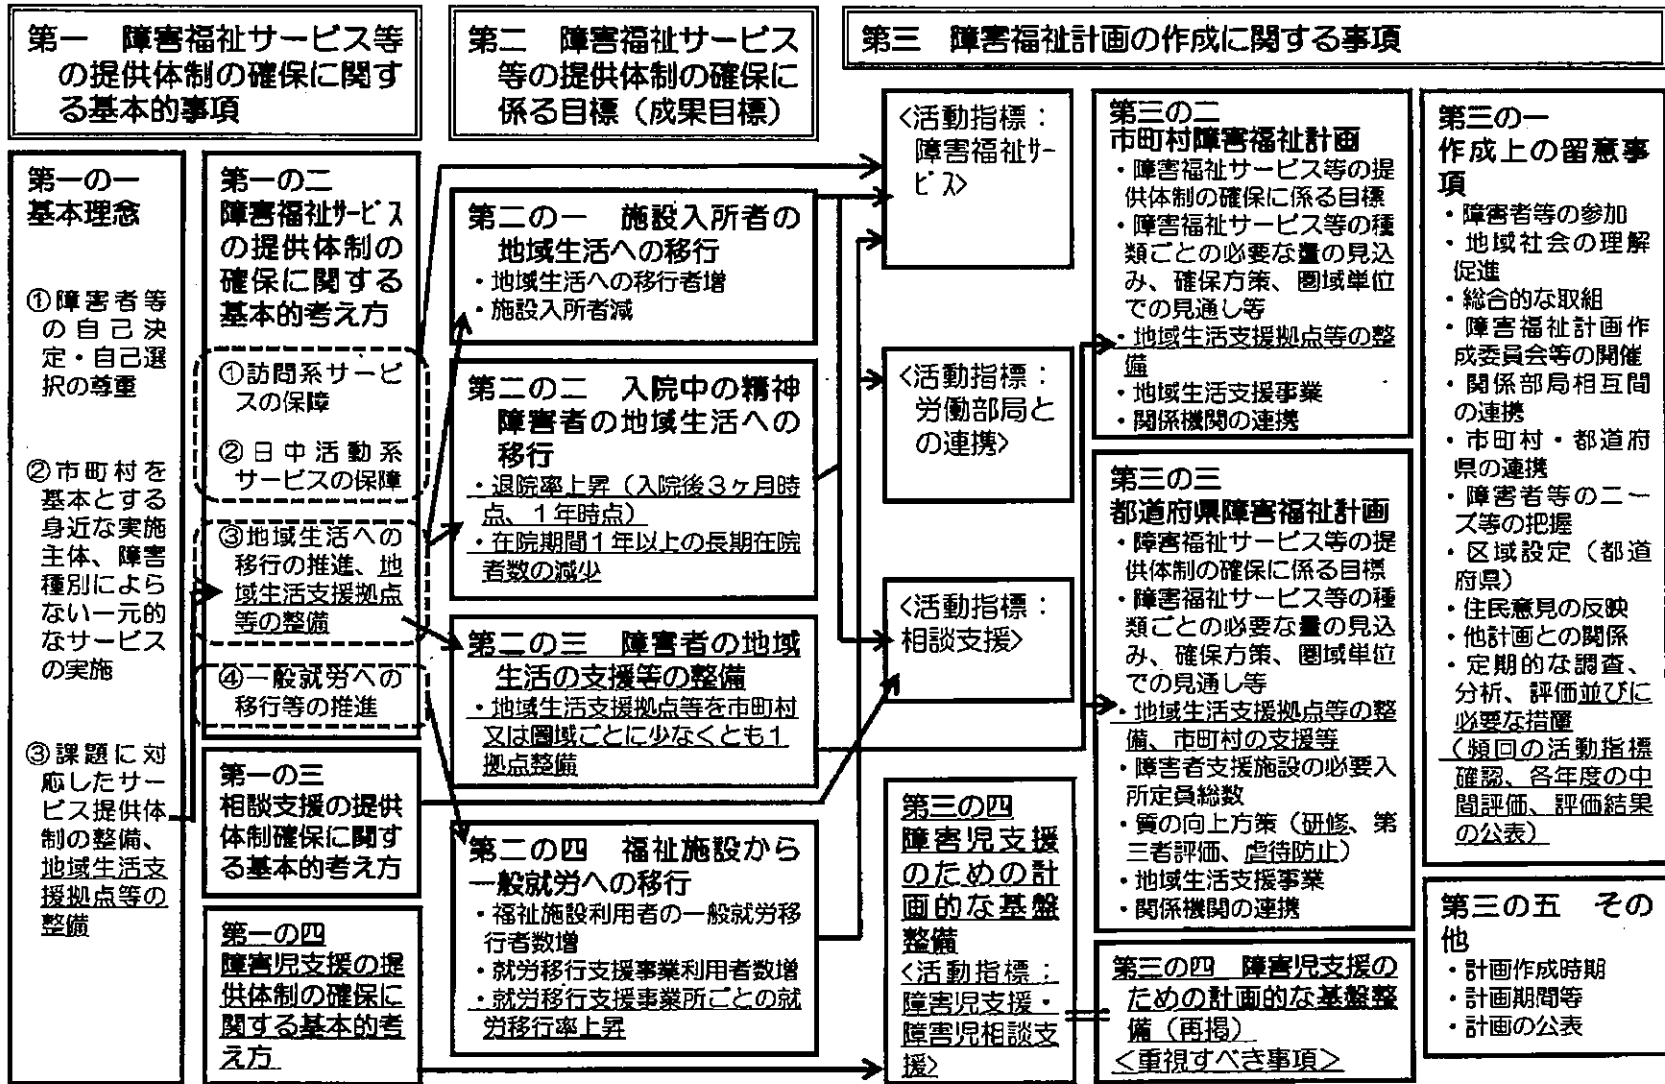 第一　障害福祉サービス等
の提供体制の確保に関す
る基本的事項
第二　障害福祉サービス
等の提供体制の確保に
係る目標（成果目標）
第三　障害福祉計画の作成に関する事項
第一の一
基本理念
①障害者等
の自己決
定・自己選
択の尊重
②市町村を
基本とする
身近な実施
主体、障害
種別によら
ない一元的
なサービス
の実施
③課題に対
応したサー
ビス提供体
制の整備、
地域生活支
援拠点等の
整備
第一の二
障害福祉ｻｰﾋﾞｽ
の提供体制の
確保に関する
基本的考え方
①訪問系サービ
スの保障
②日中活動系
サービスの保障
③地域生活への
移行の推進、地
域生活支援拠点
等の整備
④一般就労への
移行等の推進
第一の三
相談支援の提供
体制確保に関す
る基本的考え方
第一の四
障害児支援の提
供体制の確保に
関する基本的考
え方
第二の一　施設入所者の
地域生活への移行
・地域生活への移行者増
・施設入所者減
第二の二　入院中の精神
障害者の地域生活への
移行
・退院率上昇（入院後３ヶ月時
点、１年時点）
・在院期間１年以上の長期在院
者数の減少
第二の三　障害者の地域
生活の支援等の整備
・地域生活支援拠点等を市町村
又は圏域ごとに少なくとも１
拠点整備
第二の四　福祉施設から
一般就労への移行
・福祉施設利用者の一般就労移
行者数増
・就労移行支援事業利用者数増
・就労移行支援事業所ごとの就
労移行率上昇
<活動指標：
障害福祉ｻｰ
ﾋﾞｽ>
<活動指標：
労働部局と
の連携>
<活動指標：
相談支援>
第三の四
障害児支援
のための計
画的な基盤
整備
<活動指標：
障害児支援・
障害児相談支
援>
第三の二
市町村障害福祉計画
・障害福祉サービス等の提
供体制の確保に係る目標
・障害福祉サービス等の種
類ごとの必要な量の見込
み、確保方策、圏域単位
での見通し等
・地域生活支援拠点等の整
備
・地域生活支援事業
・関係機関の連携
第三の三
都道府県障害福祉計画
・障害福祉サービス等の提
供体制の確保に係る目標
・障害福祉サービス等の種
類ごとの必要な量の見込
み、確保方策、圏域単位
での見通し等
・地域生活支援拠点等の整
備、市町村の支援等
・障害者支援施設の必要入
所定員総数
・質の向上方策（研修、第
三者評価、虐待防止）
・地域生活支援事業
・関係機関の連携
第三の四　障害児支援の
ための計画的な基盤整
備（再掲）
＜重視すべき事項＞
第三の一
作成上の留意事
項
・障害者等の参加
・地域社会の理解
促進
・総合的な取組
・障害福祉計画作
成委員会等の開催
・関係部局相互間
の連携
・市町村・都道府
県の連携
・障害者等のニー
ズ等の把握
・区域設定（都道
府県）
・住民意見の反映
・他計画との関係
・定期的な調査、
分析、評価並びに
必要な措置
（頻回の活動指標
確認、各年度の中
間評価、評価結果
の公表）
第三の五　その
他
・計画作成時期
・計画期間等
・計画の公表